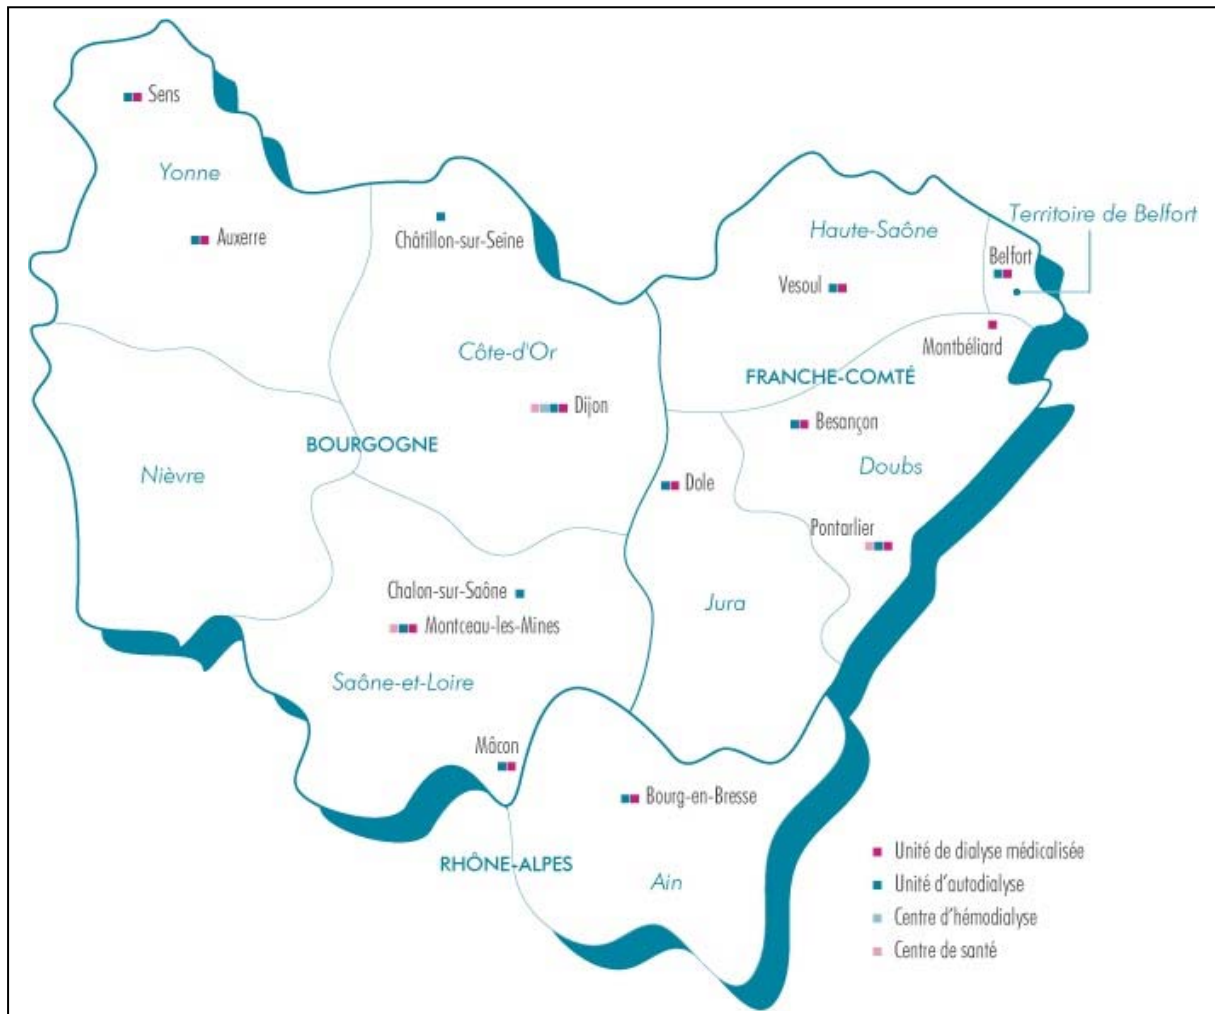 Sens
Yonne
Auxerre
Châtillon-sur-Seine
Haute-Saône
Territoire de Belfort
Belfort
Vesoul
Montbéliard
Côte-d'Or
FRANCHE-COMTÉ
Dijon
Besançon
BOURGOGNE
Nièvre
Doubs
Dole
Pontarlier
Chalon-sur-Saône
Jura
Montceau-les-Mines
Saône-et-Loire
Mâcon
Bourg-en-Bresse
RHÔNE-ALPES
Ain
Unité de dialyse médicalisée
Unité d'autodialyse
Centre d'hémodialyse
Centre de santé